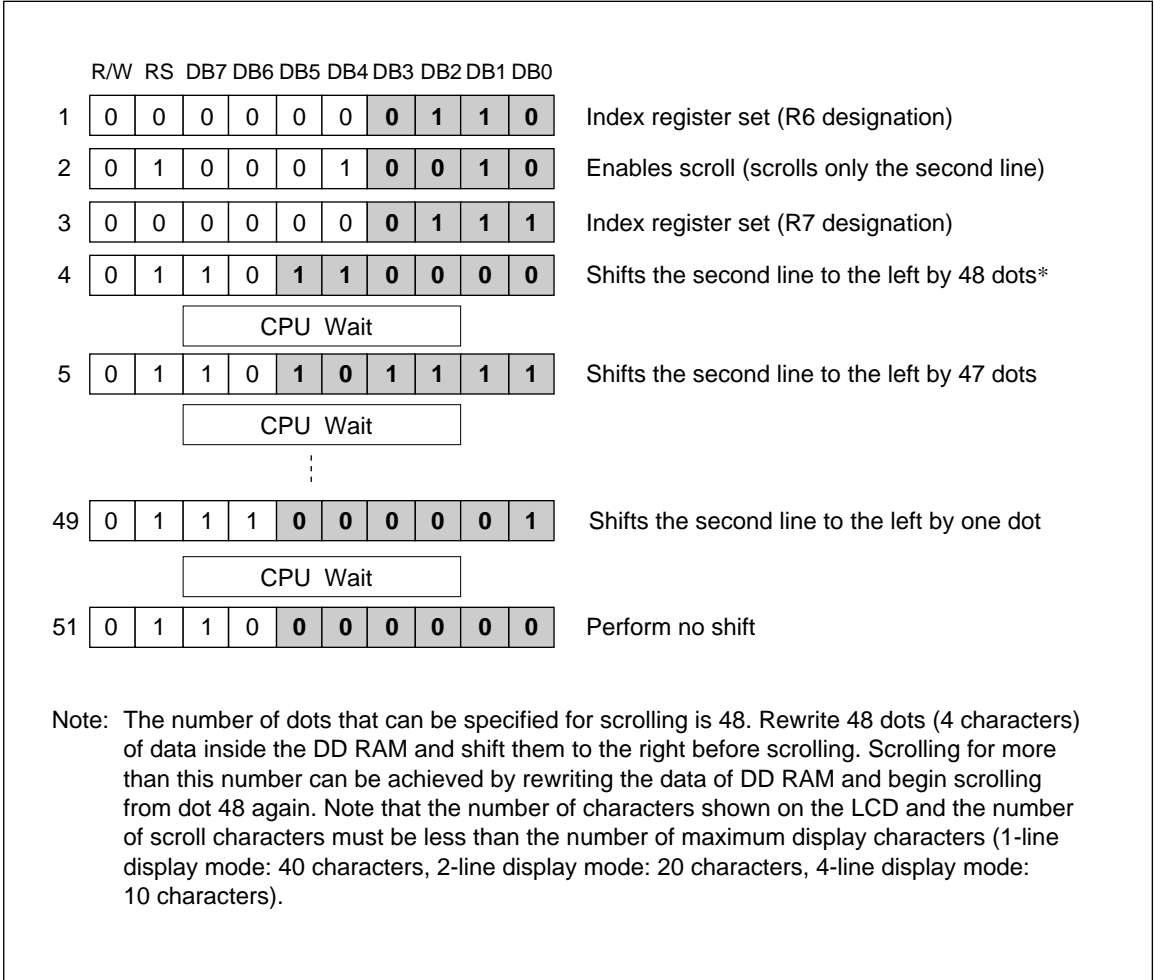 R/W RS DB7 DB6 DB5 DB4 DB3 DB2 DB1 DB0
1 0 0 0 0 0 0 0 1 1 0 Index register set (R6 designation)
2 0 1 0 0 0 1 0 0 1 0 Enables scroll (scrolls only the second line)
3 0 0 0 0 0 0 0 1 1 1 Index register set (R7 designation)
4 0 1 1 0 1 1 0 0 0 0 Shifts the second line to the left by 48 dots*
CPU Wait
5 0 1 1 0 1 0 1 1 1 1 Shifts the second line to the left by 47 dots
CPU Wait
49 0 1 1 1 0 0 0 0 0 1 Shifts the second line to the left by one dot
CPU Wait
51 0 1 1 0 0 0 0 0 0 0 Perform no shift
Note: The number of dots that can be specified for scrolling is 48. Rewrite 48 dots (4 characters)
of data inside the DD RAM and shift them to the right before scrolling. Scrolling for more
than this number can be achieved by rewriting the data of DD RAM and begin scrolling
from dot 48 again. Note that the number of characters shown on the LCD and the number
of scroll characters must be less than the number of maximum display characters (1-line
display mode: 40 characters, 2-line display mode: 20 characters, 4-line display mode:
10 characters).